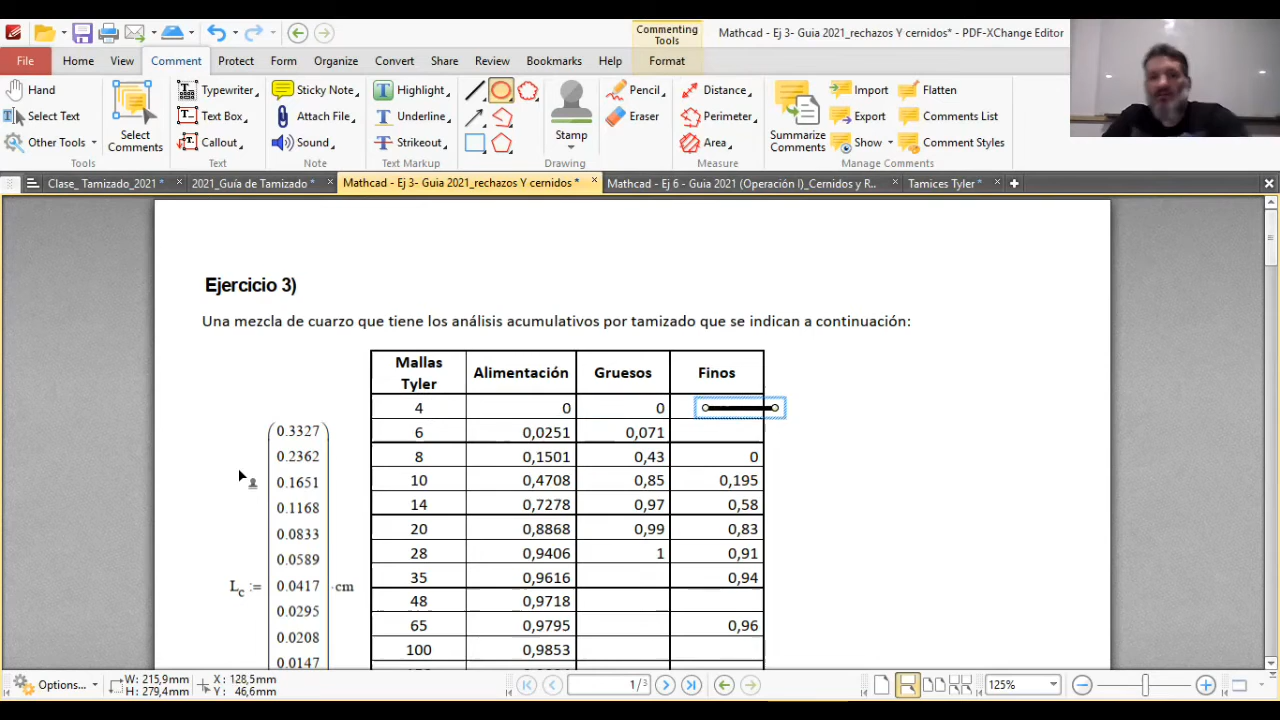 Commenting
Tools
Mathcad - Ej 3- Guia 2021_rechazos Y cernidos* - PDF-XChange Editor
File Home View Comment Protect Form Organize Convert Share Review Bookmarks Help Format
Hand
Select Text
Other Tools
Tools
Select
Comments
Typewriter
Text Box
Callout
Text
Sticky Note
Attach File
Sound
Note
Highlight
Underline
Strikeout
Text Markup
Pencil
Eraser
Drawing
Stamp
Distance
Perimeter
Area
Measure
Summarize
Comments
Import
Export
Show
Flatten
Comments List
Comment Styles
Manage Comments
Clase_ Tamizado_2021 *
2021_Guía de Tamizado *
Mathcad - Ej 3- Guia 2021_rechazos Y cernidos *
Mathcad - Ej 6 - Guia 2021 (Operación I)_Cernidos y R..
Tamices Tyler *
Ejercicio 3)
Una mezcla de cuarzo que tiene los análisis acumulativos por tamizado que se indican a continuación:
Mallas Tyler Alimentación Gruesos Finos
4 0 0
6 0,0251 0,071
8 0,1501 0,43 0
10 0,4708 0,85 0,195
14 0,7278 0,97 0,58
20 0,8868 0,99 0,83
28 0,9406 1 0,91
35 0,9616 0,94
48 0,9718
65 0,9795 0,96
100 0,9853
0.3327
0.2362
0.1651
0.1168
0.0833
0.0589
Lc := 0.0417 · cm
0.0295
0.0208
0.0147
Options...
W: 215,9mm
H: 279,4mm
X: 128,5mm
Y: 46,6mm
1/3
125%